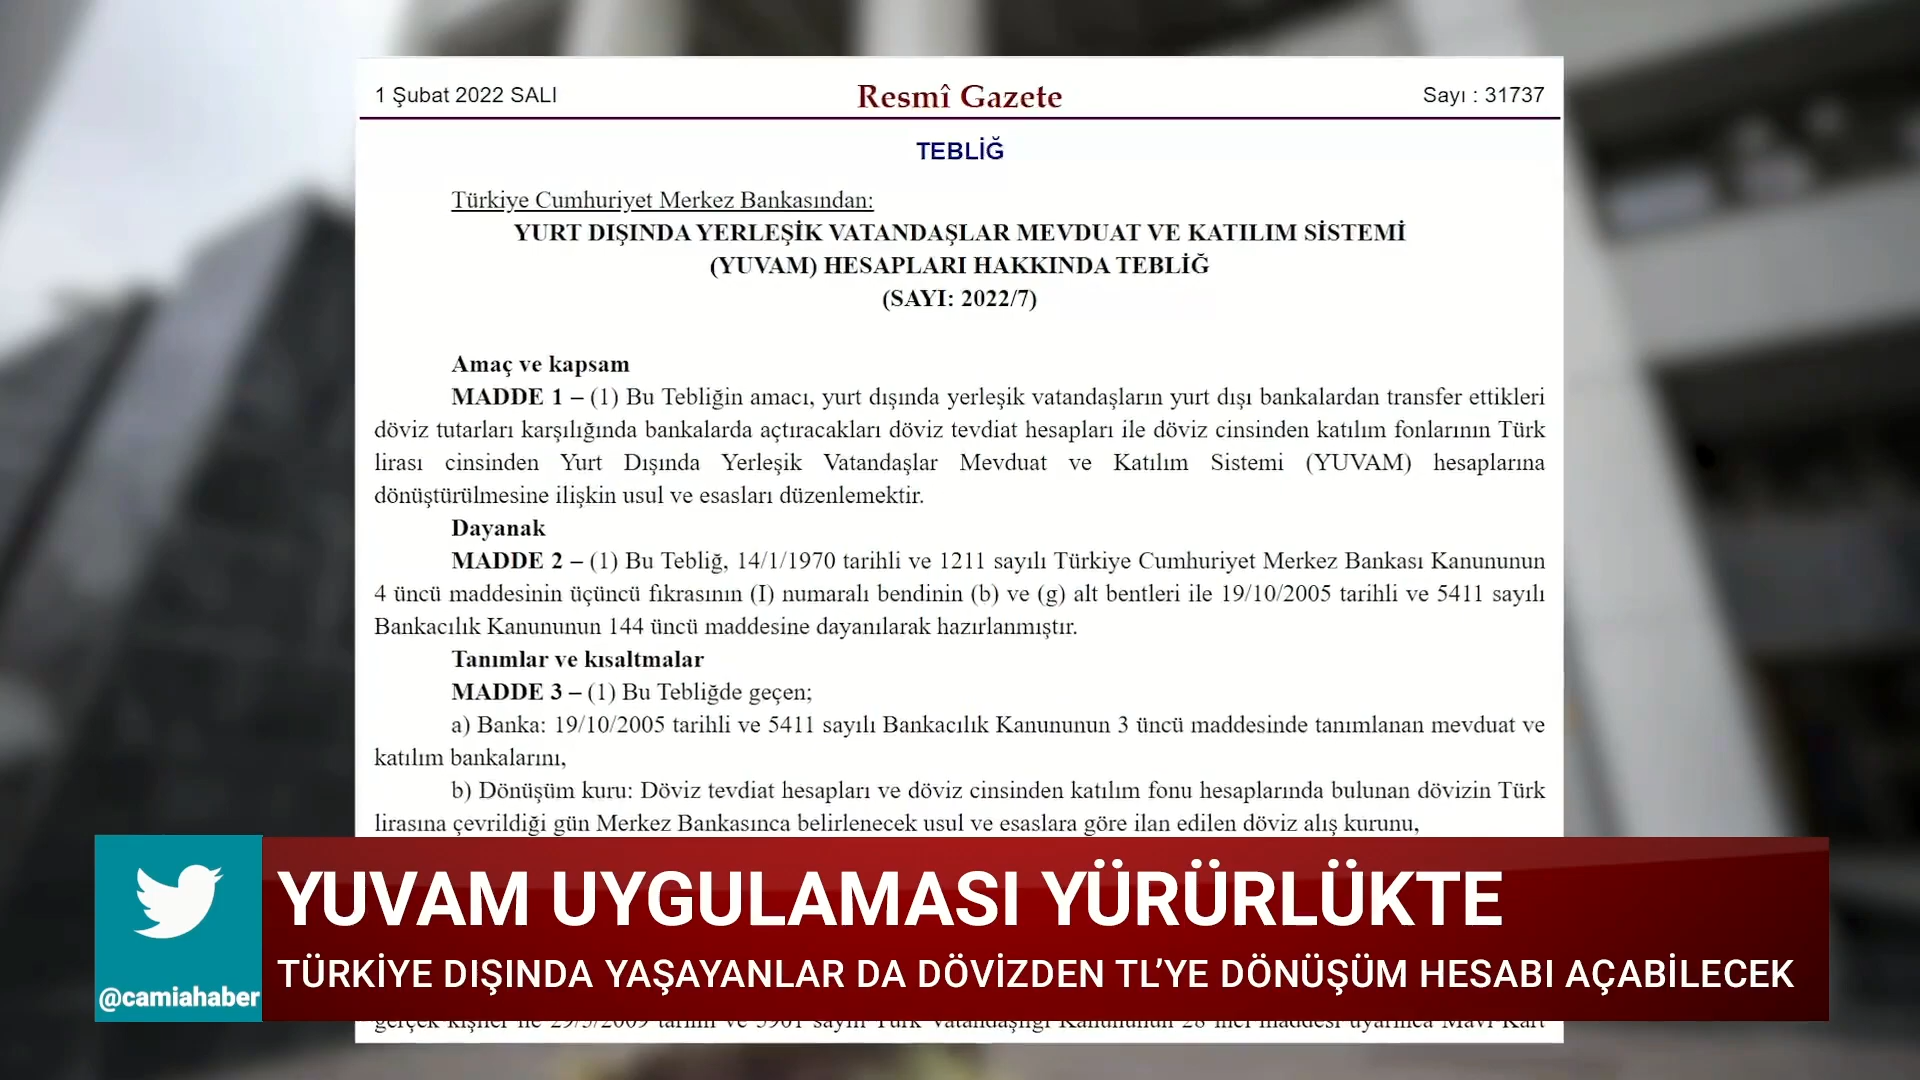 1 Şubat 2022 SALI
Resmî Gazete
Sayı : 31737
TEBLİĞ
Türkiye Cumhuriyet Merkez Bankasından:
YURT DIŞINDA YERLEŞİK VATANDAŞLAR MEVDUAT VE KATILIM SİSTEMİ
(YUVAM) HESAPLARI HAKKINDA TEBLİĞ
(SAYI: 2022/7)
Amaç ve kapsam
MADDE 1 – (1) Bu Tebliğin amacı, yurt dışında yerleşik vatandaşların yurt dışı bankalardan transfer ettikleri
döviz tutarları karşılığında bankalarda açtıracakları döviz tevdiat hesapları ile döviz cinsinden katılım fonlarının Türk
lirası cinsinden Yurt Dışında Yerleşik Vatandaşlar Mevduat ve Katılım Sistemi (YUVAM) hesaplarına
dönüştürülmesine ilişkin usul ve esasları düzenlemektir.
Dayanak
MADDE 2 – (1) Bu Tebliğ, 14/1/1970 tarihli ve 1211 sayılı Türkiye Cumhuriyet Merkez Bankası Kanununun
4 üncü maddesinin üçüncü fıkrasının (I) numaralı bendinin (b) ve (g) alt bentleri ile 19/10/2005 tarihli ve 5411 sayılı
Bankacılık Kanununun 144 üncü maddesine dayanılarak hazırlanmıştır.
Tanımlar ve kısaltmalar
MADDE 3 – (1) Bu Tebliğde geçen;
a) Banka: 19/10/2005 tarihli ve 5411 sayılı Bankacılık Kanununun 3 üncü maddesinde tanımlanan mevduat ve
katılım bankalarını,
b) Dönüşüm kuru: Döviz tevdiat hesapları ve döviz cinsinden katılım fonu hesaplarında bulunan dövizin Türk
lirasına çevrildiği gün Merkez Bankasınca belirlenecek usul ve esaslara göre ilan edilen döviz alış kurunu,
YUVAM UYGULAMASI YÜRÜRLÜKTE
TÜRKİYE DIŞINDA YAŞAYANLAR DA DÖVİZDEN TL’YE DÖNÜŞÜM HESABI AÇABİLECEK
@camiahaber